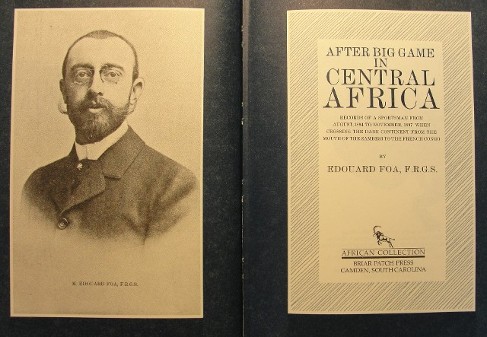 M. EDOUARD FOA, F.R.G.S.
AFTER BIG GAME
IN
CENTRAL
AFRICA
RECORDS OF A SPORTSMAN FROM
AUGUST 1894 TO NOVEMBER 1897, WHEN
CROSSING THE DARK CONTINENT FROM THE
MOUTH OF THE ZAMBESI TO THE FRENCH CONGO
BY
EDOUARD FOA, F.R.G.S.
AFRICAN COLLECTION
BRIAR PATCH PRESS
CAMDEN, SOUTH CAROLINA